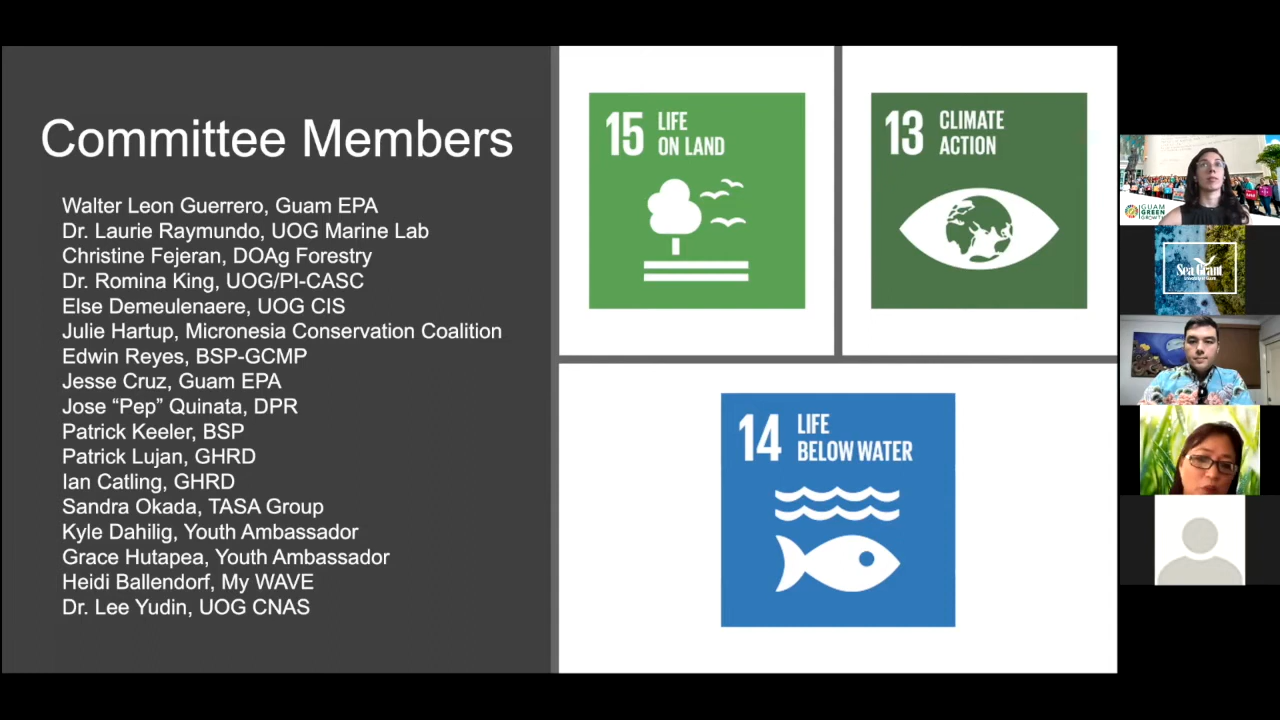 Committee Members
Walter Leon Guerrero, Guam EPA
Dr. Laurie Raymundo, UOG Marine Lab
Christine Fejeran, DOAg Forestry
Dr. Romina King, UOG/PI-CASC
Else Demeulenaere, UOG CIS
Julie Hartup, Micronesia Conservation Coalition
Edwin Reyes, BSP-GCMP
Jesse Cruz, Guam EPA
Jose “Pep” Quinata, DPR
Patrick Keeler, BSP
Patrick Lujan, GHRD
Ian Catling, GHRD
Sandra Okada, TASA Group
Kyle Dahilig, Youth Ambassador
Grace Hutapea, Youth Ambassador
Heidi Ballendorf, My WAVE
Dr. Lee Yudin, UOG CNAS
15 LIFE
ON LAND
13 CLIMATE
ACTION
14 LIFE
BELOW WATER
GUAM
GREEN
GROWTH
Sea Grant